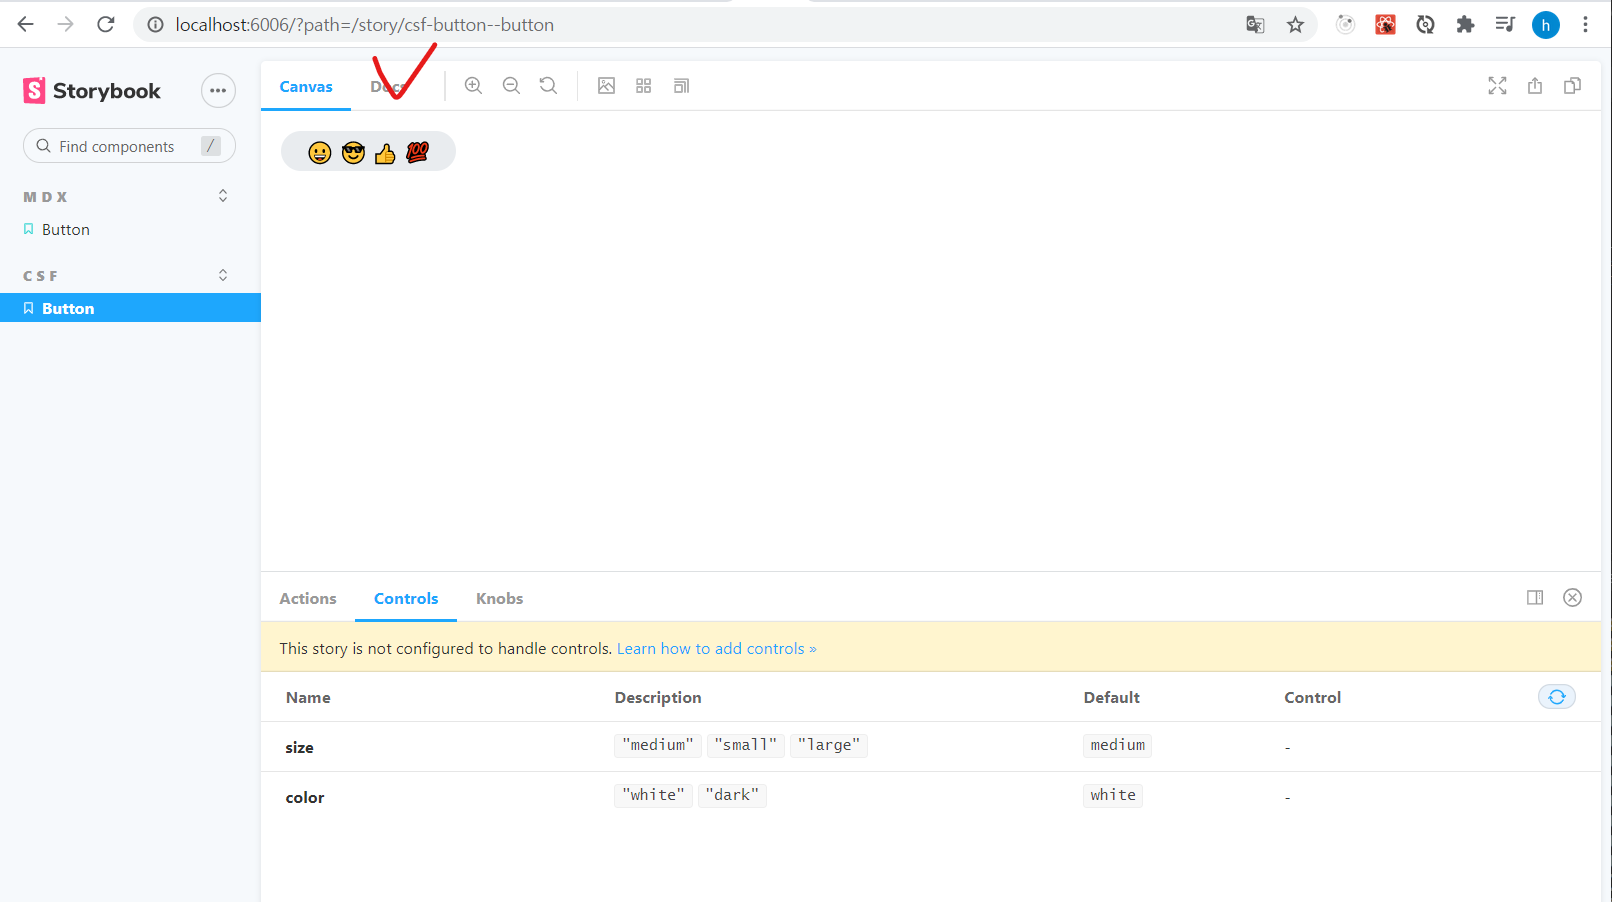 localhost:6006/?path=/story/csf-button--button
h
S Storybook
Find components /
MDX
Button
CSF
Button
Canvas Docs
😀 😎 👍 💯
Actions Controls Knobs
This story is not configured to handle controls. Learn how to add controls »
Name Description Default Control
size "medium" "small" "large" medium -
color "white" "dark" white -